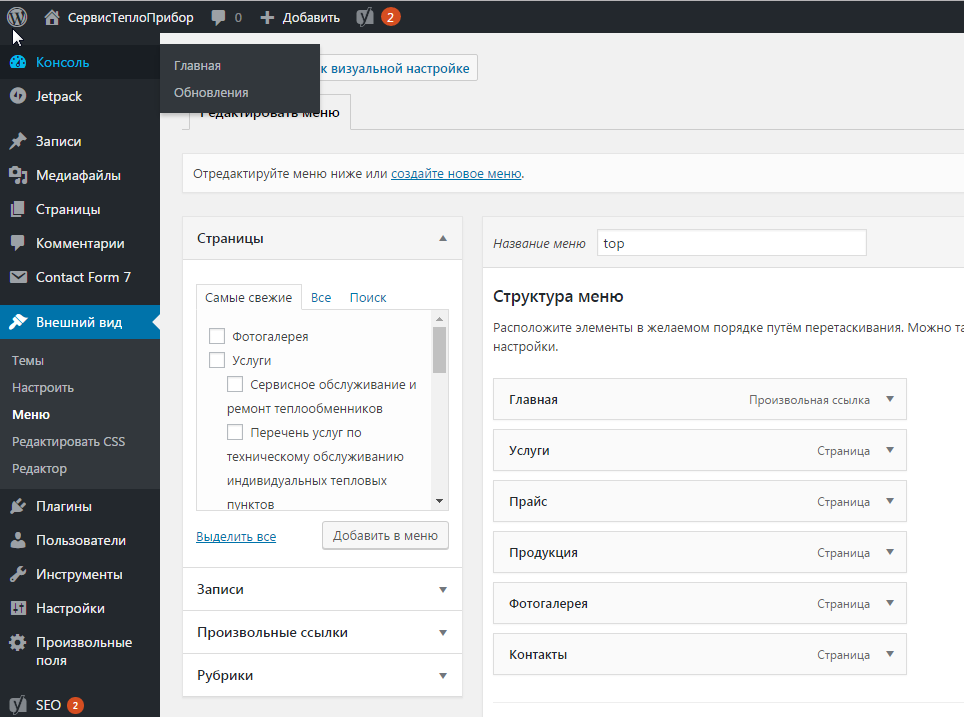 СервисТеплоПрибор 0 Добавить 2
Консоль
Jetpack
Записи
Медиафайлы
Страницы
Комментарии
Contact Form 7
Внешний вид
Темы
Настроить
Меню
Редактировать CSS
Редактор
Плагины
Пользователи
Инструменты
Настройки
Произвольные
поля
SEO 2
Главная
Обновления
к визуальной настройке
Редактировать меню
Отредактируйте меню ниже или создайте новое меню.
Страницы
Самые свежие Все Поиск
Фотогалерея
Услуги
Сервисное обслуживание и
ремонт теплообменников
Перечень услуг по
техническому обслуживанию
индивидуальных тепловых
пунктов
Выделить все Добавить в меню
Записи
Произвольные ссылки
Рубрики
Название меню top
Структура меню
Расположите элементы в желаемом порядке путём перетаскивания. Можно та
настройки.
Главная Произвольная ссылка
Услуги Страница
Прайс Страница
Продукция Страница
Фотогалерея Страница
Контакты Страница